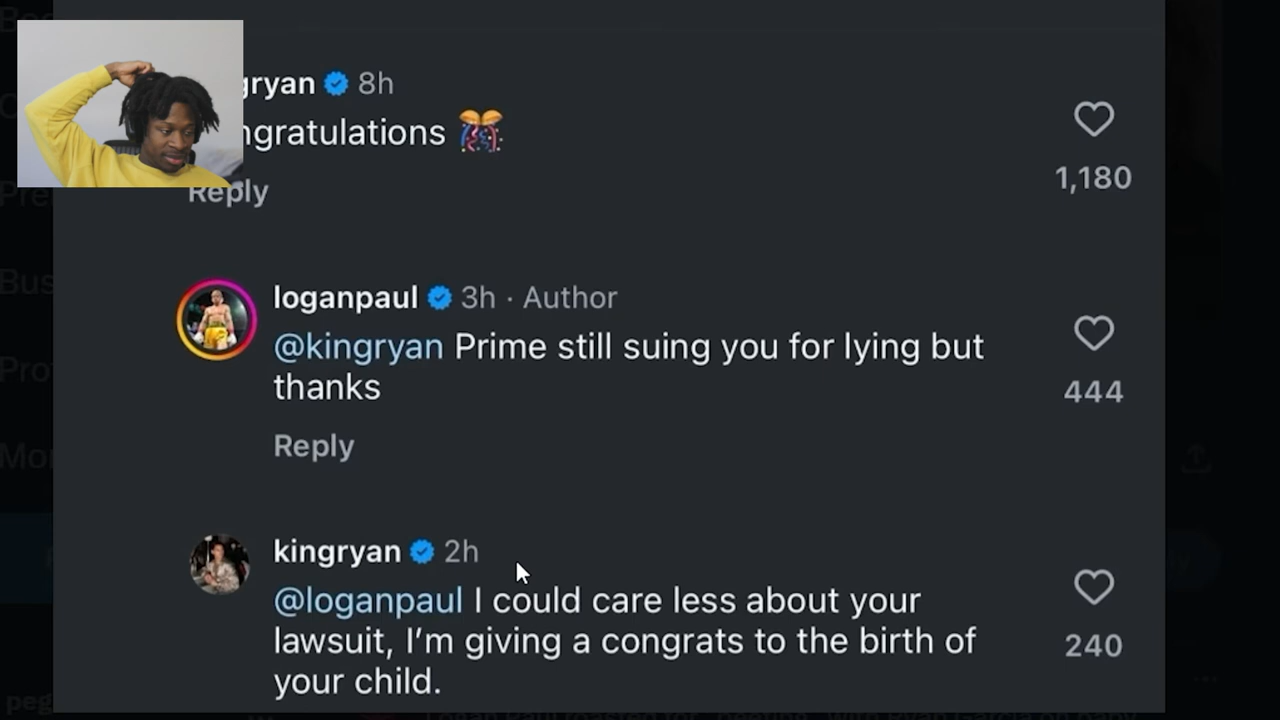 gryan 8h
ngratulations
1,180
Reply
loganpaul 3h · Author
@kingryan Prime still suing you for lying but
thanks
444
Reply
kingryan 2h
@loganpaul I could care less about your
lawsuit, I’m giving a congrats to the birth of
your child.
240